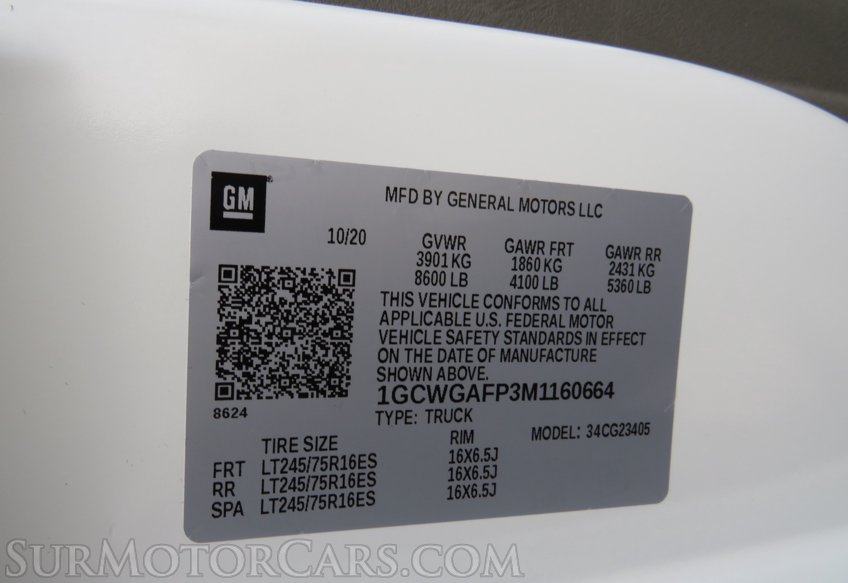 GM
MFD BY GENERAL MOTORS LLC
10/20
GVWR GAWR FRT GAWR RR
3901 KG 1860 KG 2431 KG
8600 LB 4100 LB 5360 LB
THIS VEHICLE CONFORMS TO ALL
APPLICABLE U.S. FEDERAL MOTOR
VEHICLE SAFETY STANDARDS IN EFFECT
ON THE DATE OF MANUFACTURE
SHOWN ABOVE.
8624
1GCWGAFP3M1160664
TYPE: TRUCK
MODEL: 34CG23405
TIRE SIZE RIM
FRT LT245/75R16ES 16X6.5J
RR LT245/75R16ES 16X6.5J
SPA LT245/75R16ES 16X6.5J
SURMOTORCARS.COM
SURMOTORCARS.COM